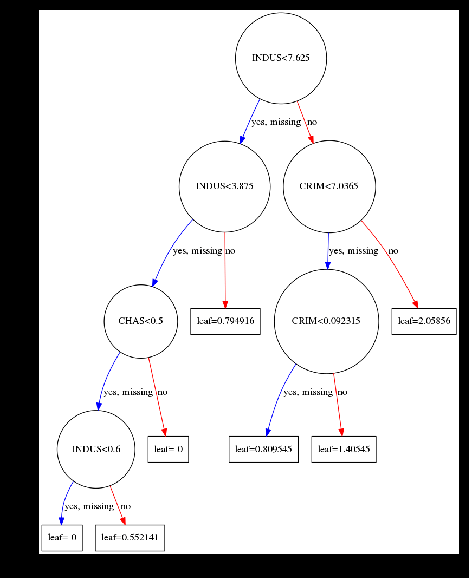 INDUS<7.625
yes, missing no
INDUS<3.875
CRIM<7.0365
yes, missing no
yes, missing no
CHAS<0.5
leaf=0.794916
CRIM<0.092315
leaf=2.05856
yes, missing no
yes, missing no
INDUS<0.6
leaf= 0
leaf=0.809545
leaf=1.40545
yes, missing no
leaf= 0
leaf=0.552141